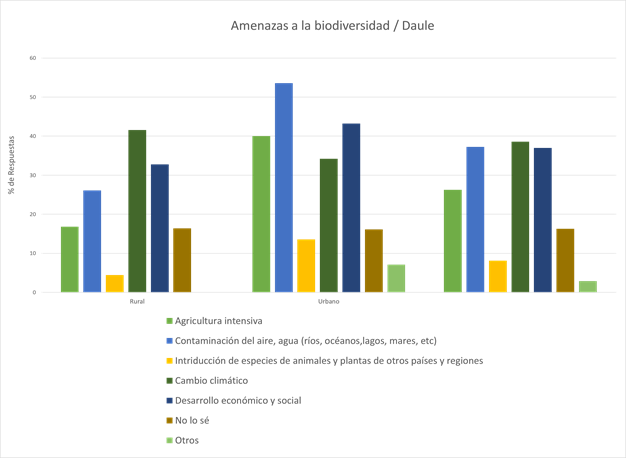 Amenazas a la biodiversidad / Daule
60
50
40
30
20
10
0
% de Respuestas
Rural
Urbano
Agricultura intensiva
Contaminación del aire, agua (ríos, océanos,lagos, mares, etc)
Intriducción de especies de animales y plantas de otros países y regiones
Cambio climático
Desarrollo económico y social
No lo sé
Otros